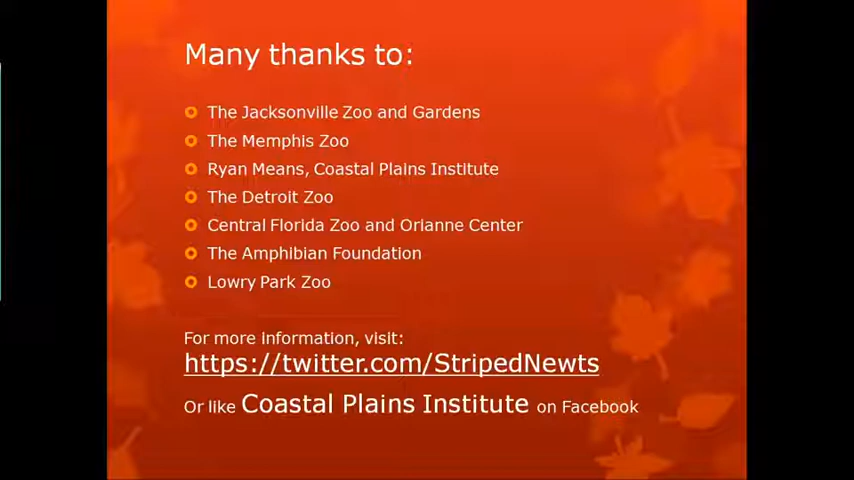 Many thanks to:
The Jacksonville Zoo and Gardens
The Memphis Zoo
Ryan Means, Coastal Plains Institute
The Detroit Zoo
Central Florida Zoo and Orianne Center
The Amphibian Foundation
Lowry Park Zoo
For more information, visit:
https://twitter.com/StripedNewts
Or like Coastal Plains Institute on Facebook